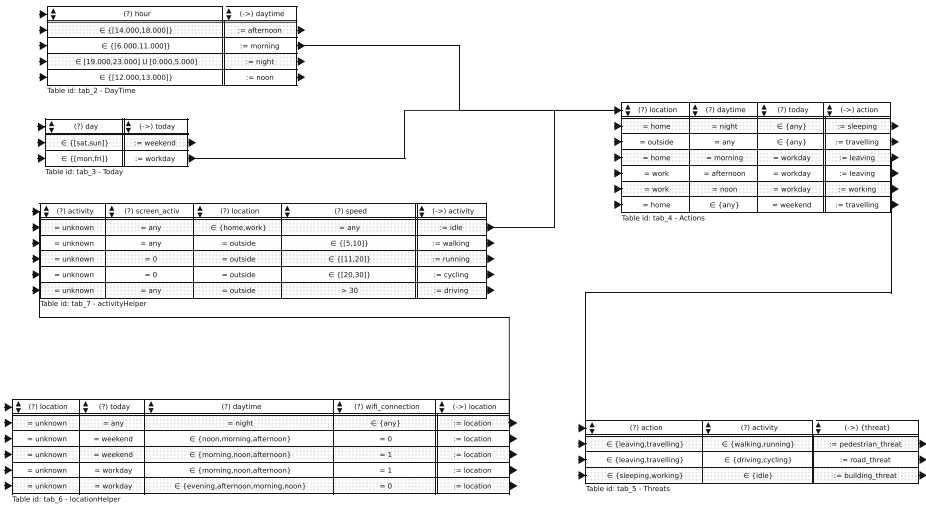 (?) hour (->) daytime
∈ {[14.000,18.000]} := afternoon
∈ {[6.000,11.000]} := morning
∈ [19.000,23.000] U [0.000,5.000] := night
∈ {[12.000,13.000]} := noon
Table id: tab_2 - DayTime
(?) day (->) today
∈ {[sat,sun]} := weekend
∈ {[mon,fri]} := workday
Table id: tab_3 - Today
(?) location (?) daytime (?) today (->) action
= home = night ∈ {any} := sleeping
= outside = any ∈ {any} := travelling
= home = morning = workday := leaving
= work = afternoon = workday := leaving
= work = noon = workday := working
= home ∈ {any} = weekend := travelling
Table id: tab_4 - Actions
(?) activity (?) screen_activ (?) location (?) speed (->) activity
= unknown = any ∈ {home,work} = any := idle
= unknown = any = outside ∈ {[5,10]} := walking
= unknown = 0 = outside ∈ {[11,20]} := running
= unknown = 0 = outside ∈ {[20,30]} := cycling
= unknown = any = outside > 30 := driving
Table id: tab_7 - activityHelper
(?) location (?) today (?) daytime (?) wifi_connection (->) location
= unknown = any = night ∈ {any} := location
= unknown = weekend ∈ {noon,morning,afternoon} = 0 := location
= unknown = weekend ∈ {morning,noon,afternoon} = 1 := location
= unknown = workday ∈ {morning,noon,afternoon} = 1 := location
= unknown = workday ∈ {evening,afternoon,morning,noon} = 0 := location
Table id: tab_6 - locationHelper
(?) action (?) activity (->) {threat}
∈ {leaving,travelling} ∈ {walking,running} := pedestrian_threat
∈ {leaving,travelling} ∈ {driving,cycling} := road_threat
∈ {sleeping,working} ∈ {idle} := building_threat
Table id: tab_5 - Threats